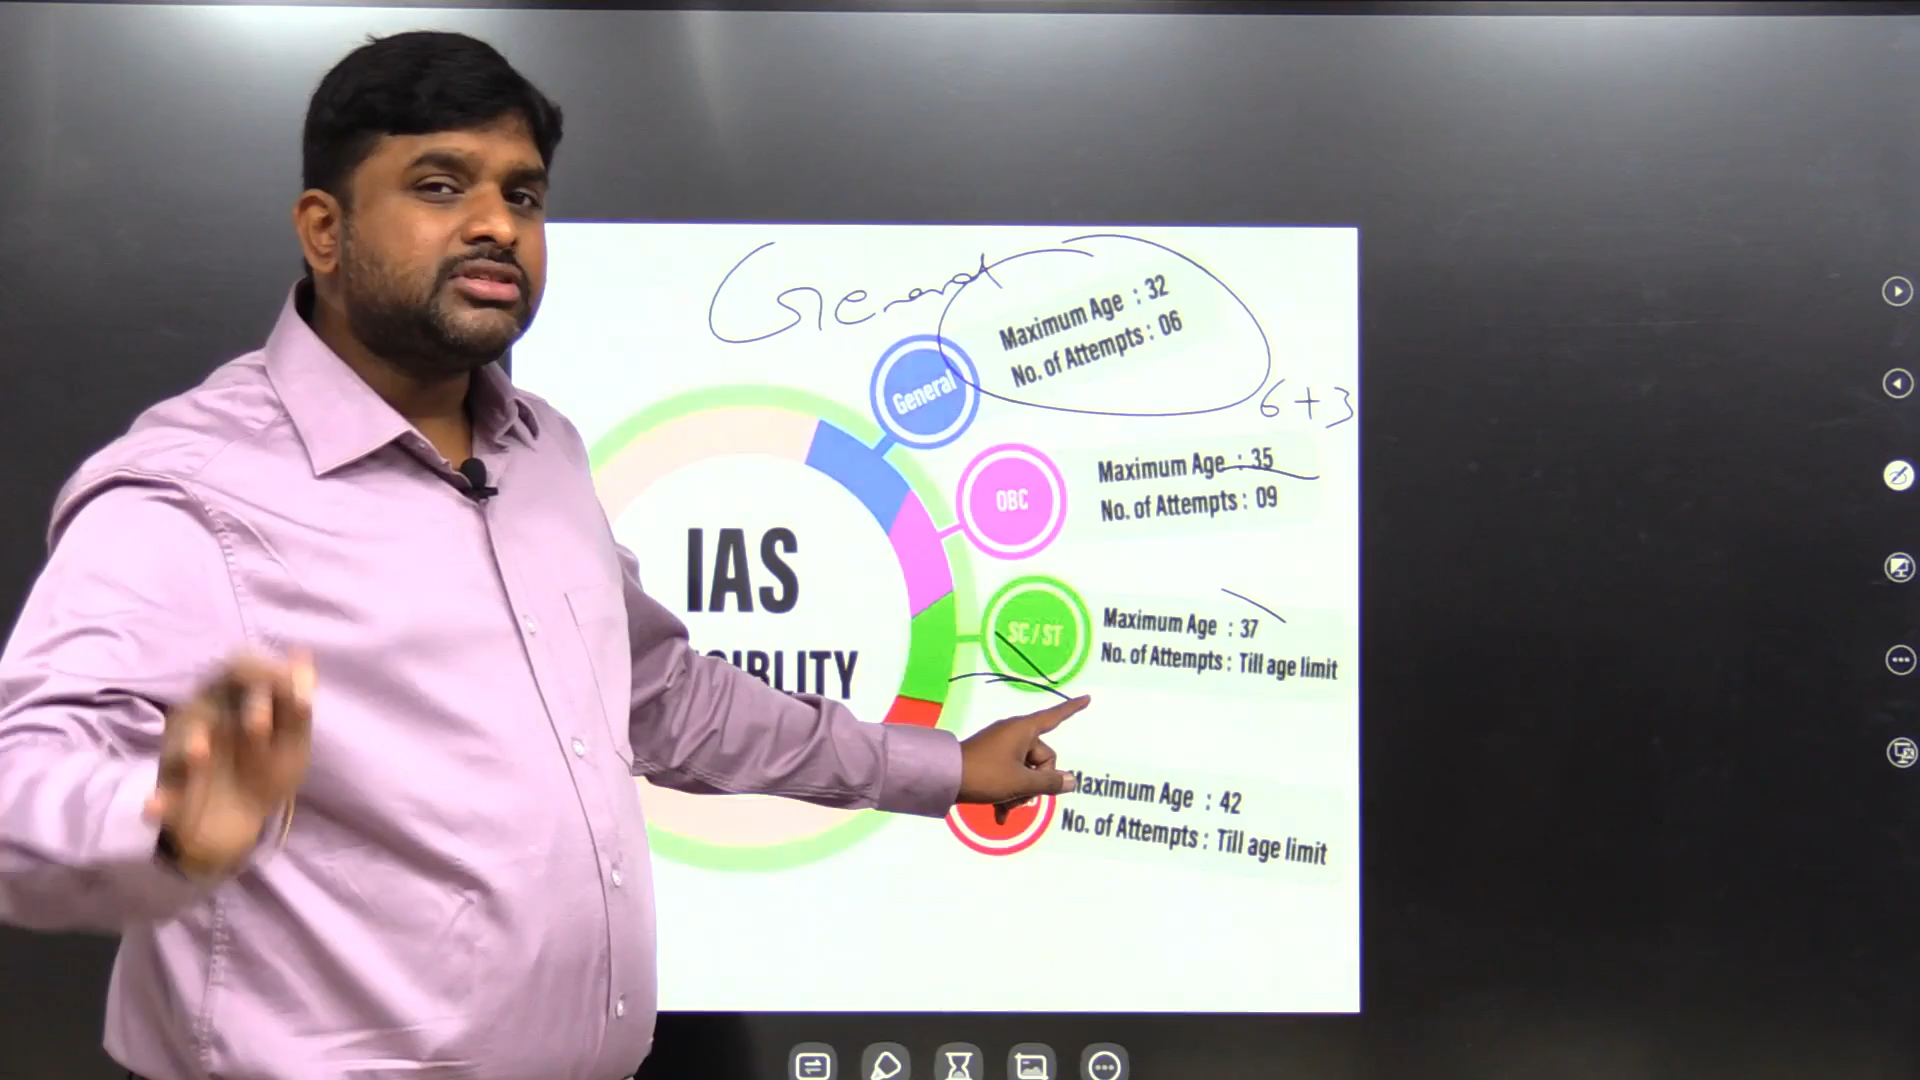 General
Maximum Age : 32
No. of Attempts : 06
General
6+3
Maximum Age : 35
OBC
No. of Attempts : 09
IAS
SC/ST
Maximum Age : 37
No. of Attempts : Till age limit
Maximum Age : 42
No. of Attempts : Till age limit